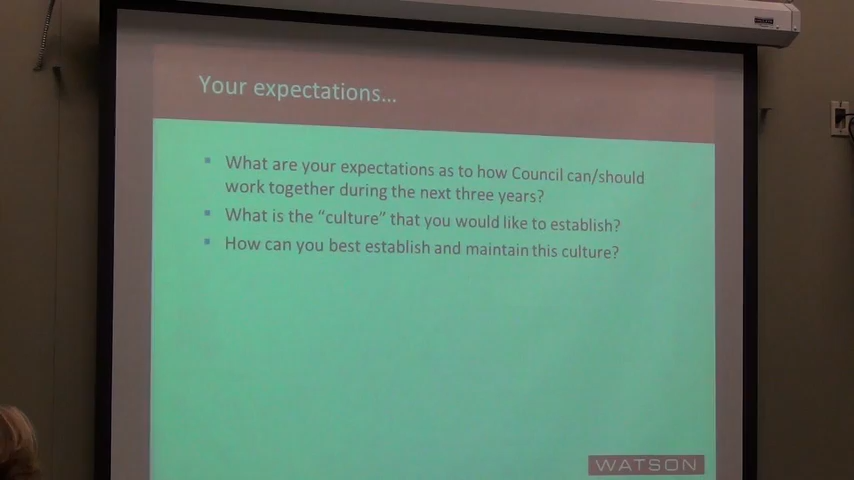 Your expectations...
▪ What are your expectations as to how Council can/should
work together during the next three years?
▪ What is the “culture” that you would like to establish?
▪ How can you best establish and maintain this culture?
WATSON